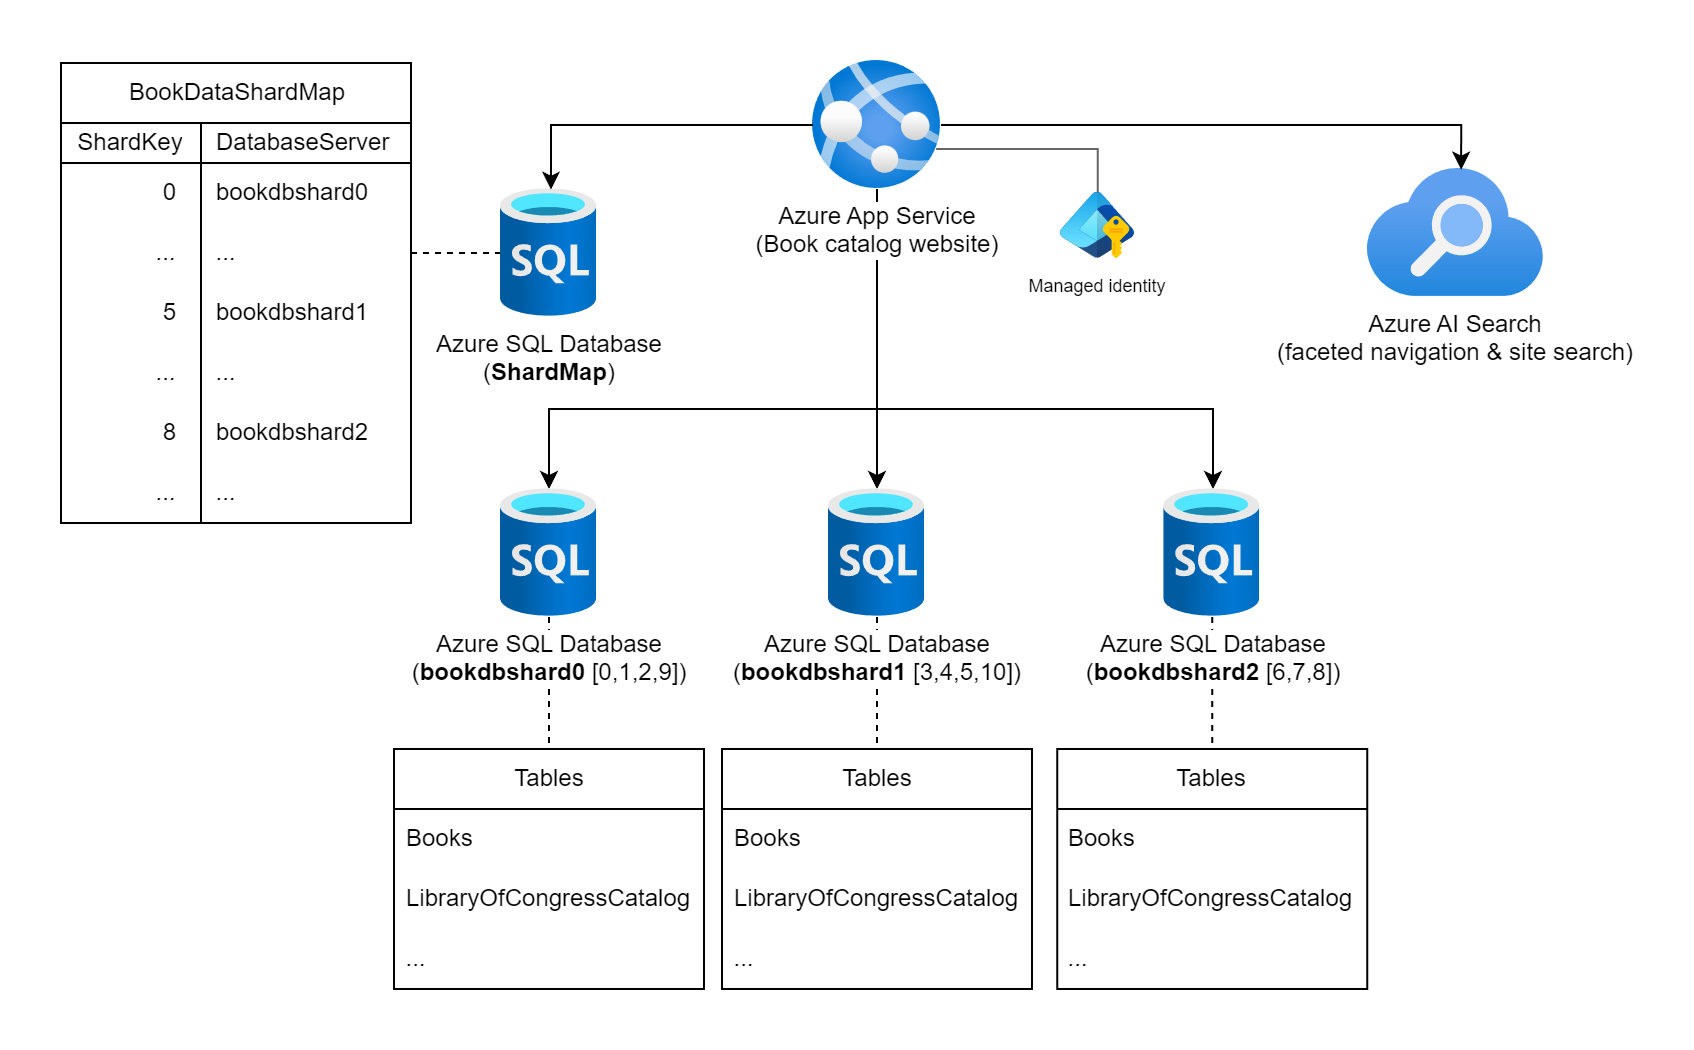 BookDataShardMap
ShardKey DatabaseServer
0 bookdbshard0
... ...
5 bookdbshard1
... ...
8 bookdbshard2
... ...
SQL
Azure SQL Database
(ShardMap)
Azure App Service
(Book catalog website)
Managed identity
Azure AI Search
(faceted navigation & site search)
SQL
Azure SQL Database
(bookdbshard0 [0,1,2,9])
SQL
Azure SQL Database
(bookdbshard1 [3,4,5,10])
SQL
Azure SQL Database
(bookdbshard2 [6,7,8])
Tables
Books
LibraryOfCongressCatalog
...
Tables
Books
LibraryOfCongressCatalog
...
Tables
Books
LibraryOfCongressCatalog
...